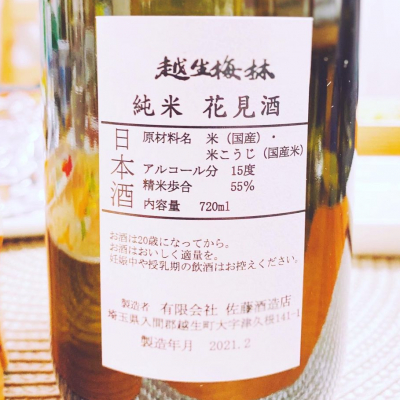 越生梅林
純米 花見酒
日本酒
原材料名 米（国産）・
米こうじ（国産米）
アルコール分 15度
精米歩合 55%
内容量 720ml
お酒は20歳になってから。
お酒はおいしく適量を。
妊娠中や授乳期の飲酒はお控えください。
製造者 有限会社 佐藤酒造店
埼玉県入間郡越生町大字津久根141-1
製造年月 2021.2